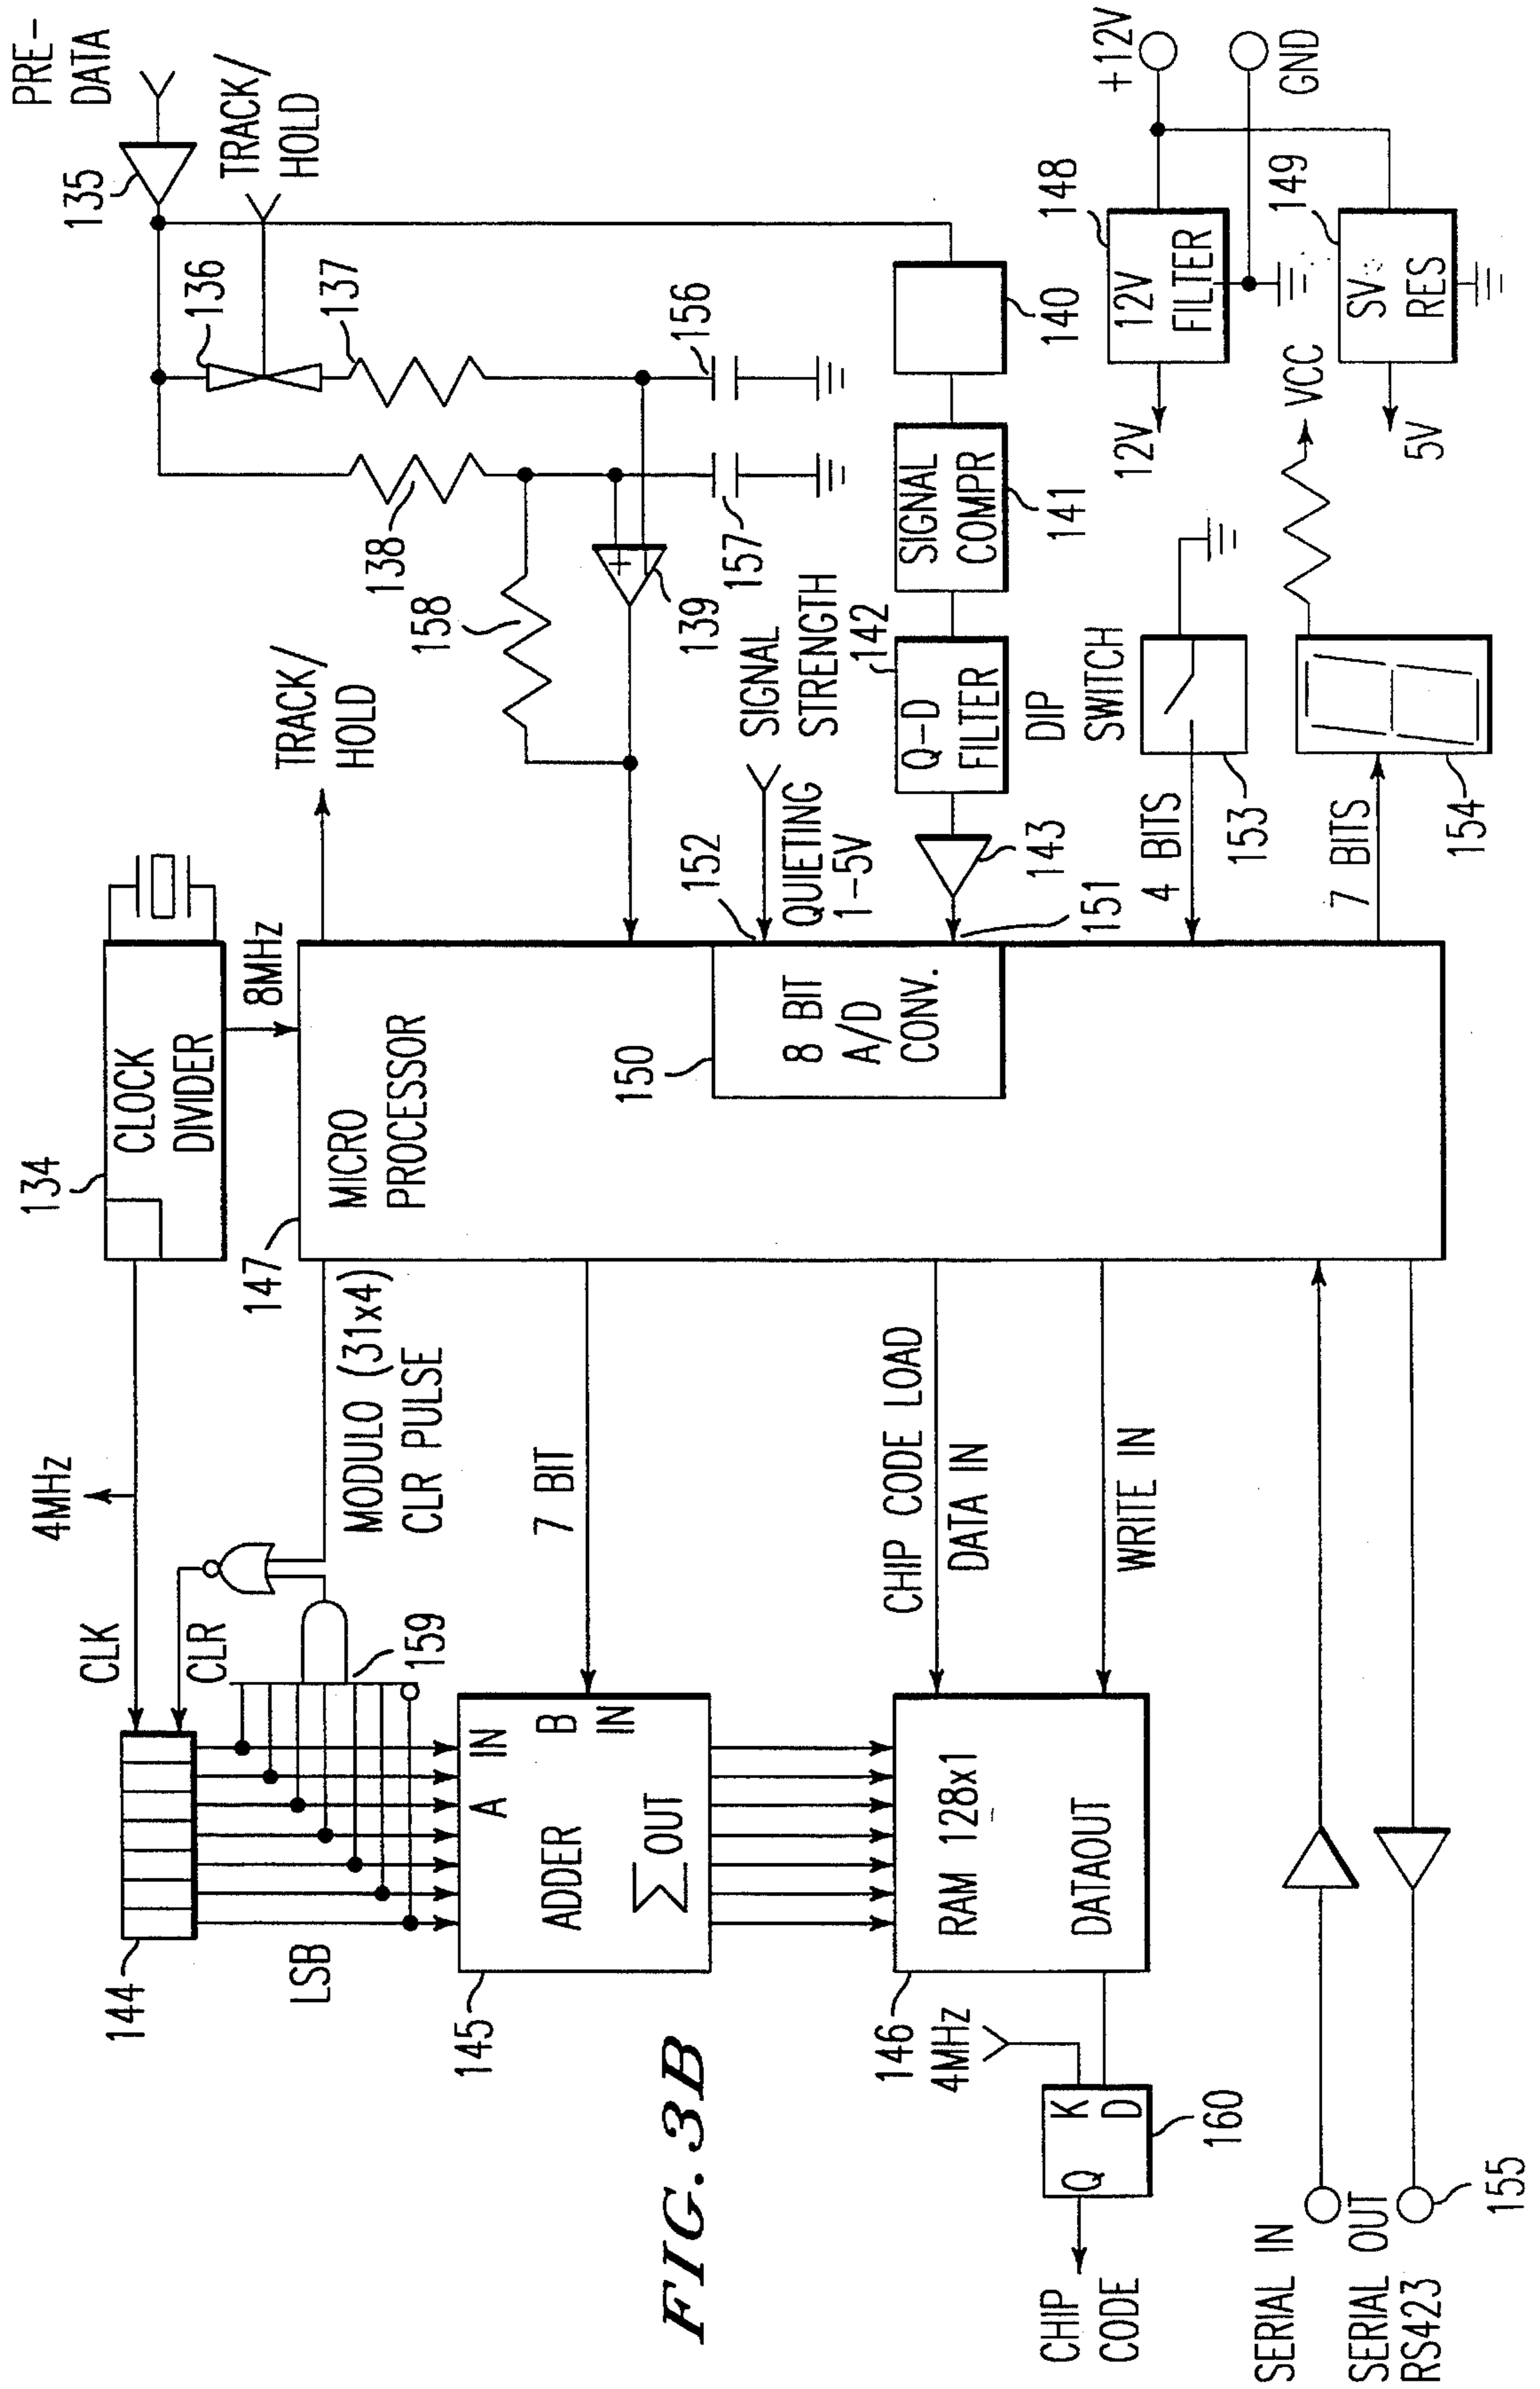 4MHz
134
CLOCK
DIVIDER
8MHz
TRACK/
HOLD
PRE-
DATA
135
TRACK/
HOLD
136
137
138
158
139
156
157
CLK
CLR
144
LSB
159
147
MICRO
PROCESSOR
MODULO (31x4)
CLR PULSE
A IN
B
IN
ADDER
Σ OUT
145
7 BIT
150
8 BIT
A/D
CONV.
152
SIGNAL
STRENGTH
QUIETING
1-5V
151
143
142
Q-D
FILTER
SIGNAL
COMPR
141
140
RAM 128x1
DATAOUT
146
CHIP CODE LOAD
DATA IN
WRITE IN
4MHz
K
D
Q
160
CHIP
CODE
DIP
SWITCH
4 BITS
153
7 BITS
154
VCC
+12V
GND
148
12V
FILTER
12V
149
SV
RES
5V
SERIAL IN
SERIAL OUT
RS423
155
FIG. 3B